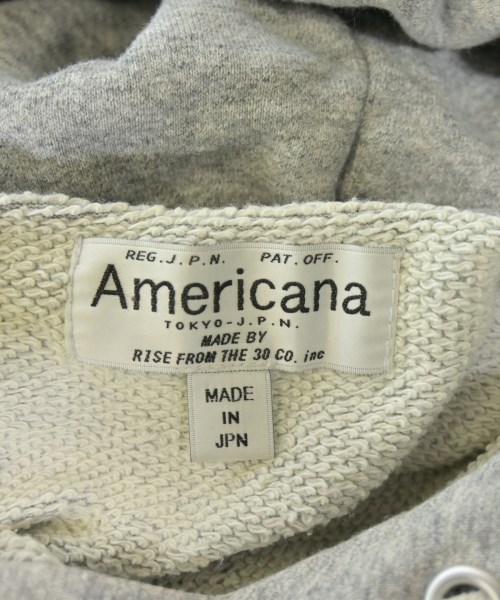 REG.J.P.N. PAT.OFF.
Americana
TOKYO-J.P.N.
MADE BY
RISE FROM THE 30 CO. inc
MADE
IN
JPN